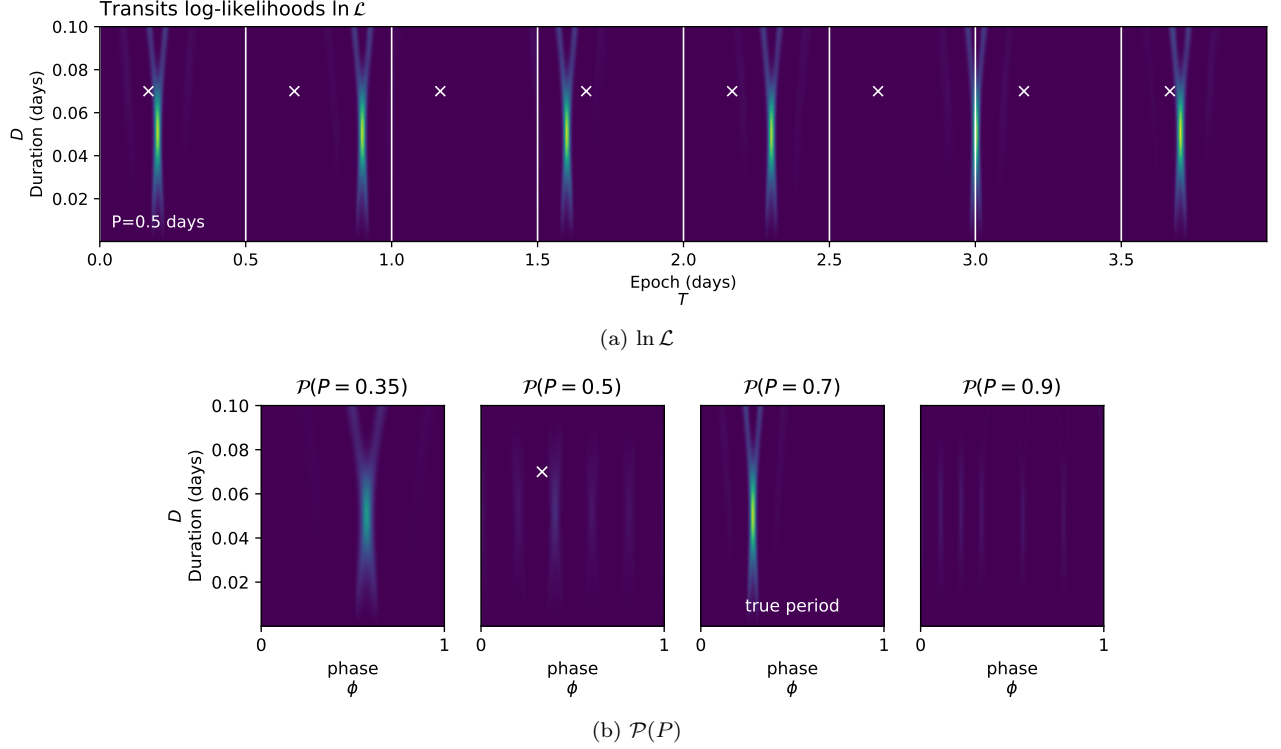 Transits log-likelihoods ln ℒ
0.10
0.08
0.06
0.04
0.02
D
Duration (days)
P=0.5 days
0.0 0.5 1.0 1.5 2.0 2.5 3.0 3.5
Epoch (days)
T
(a) ln ℒ
𝒫(P = 0.35) 𝒫(P = 0.5) 𝒫(P = 0.7) 𝒫(P = 0.9)
0.10
0.08
0.06
0.04
0.02
D
Duration (days)
true period
0 1 0 1 0 1 0 1
phase phase phase phase
ϕ ϕ ϕ ϕ
(b) 𝒫(P)